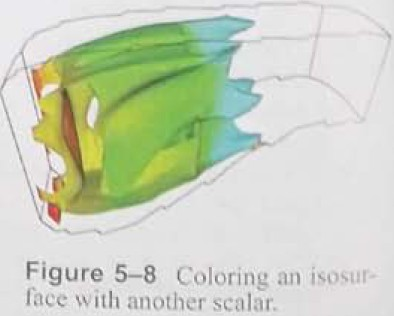 Figure 5–8 Coloring an isosur-
face with another scalar.